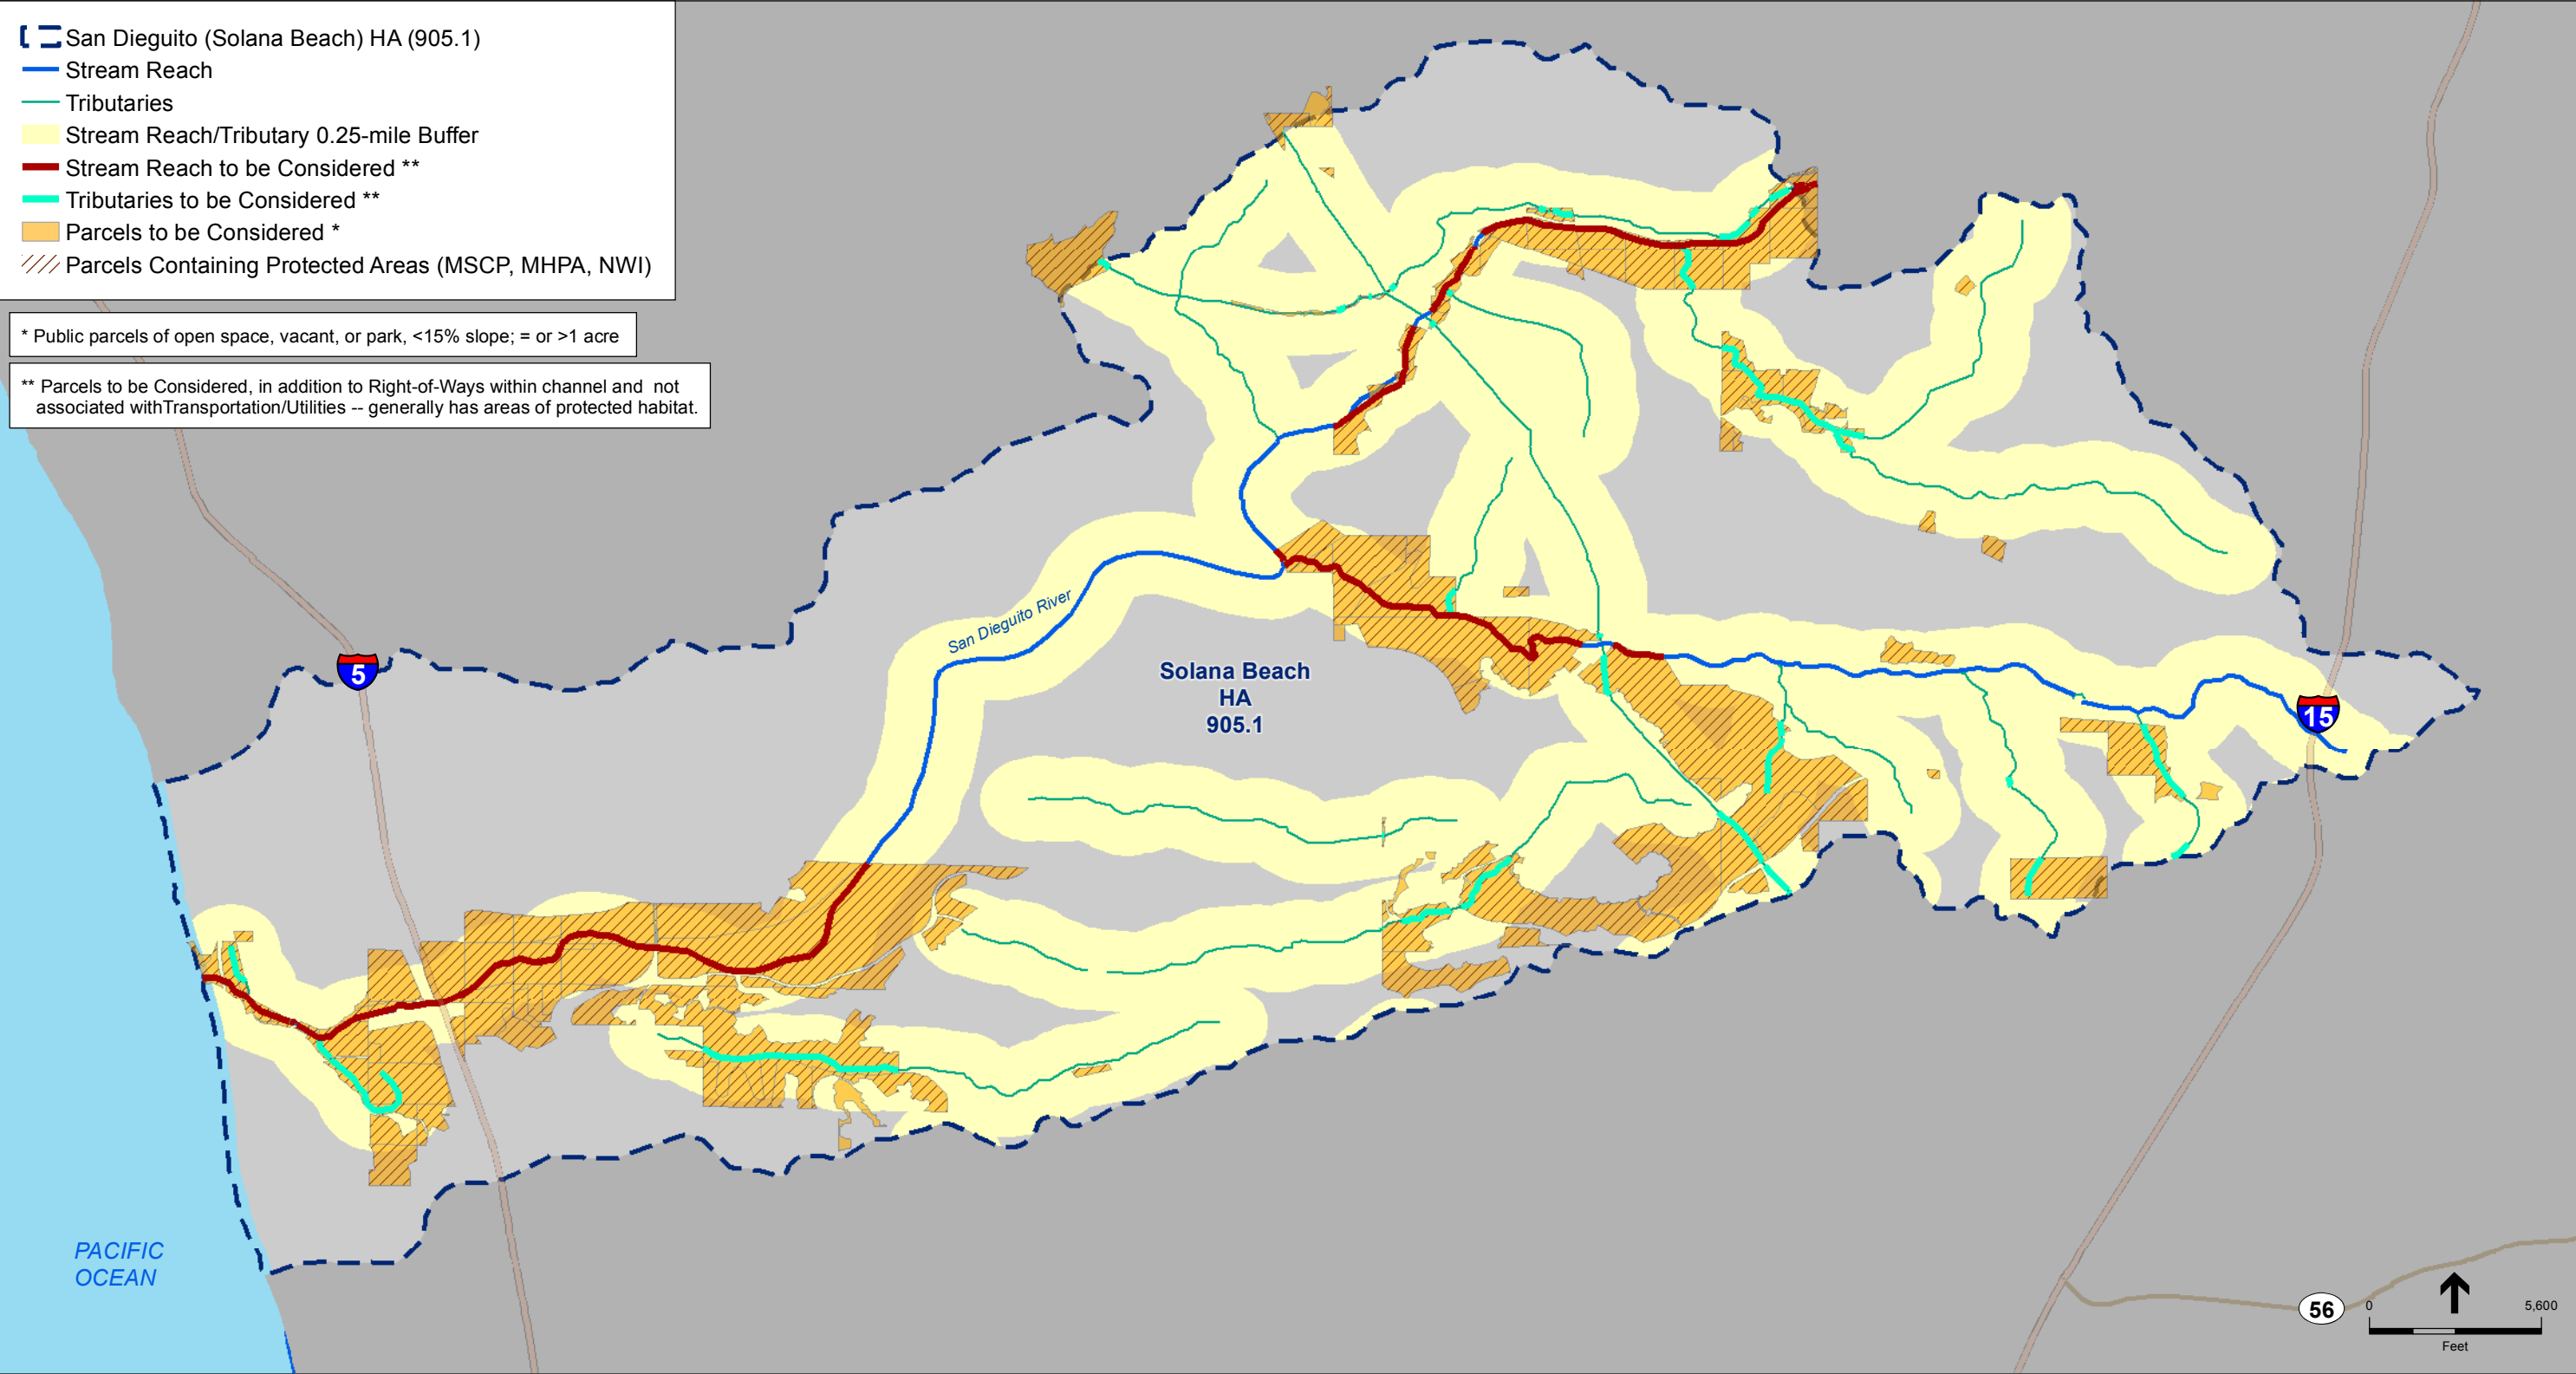 San Dieguito (Solana Beach) HA (905.1)
Stream Reach
Tributaries
Stream Reach/Tributary 0.25-mile Buffer
Stream Reach to be Considered **
Tributaries to be Considered **
Parcels to be Considered *
Parcels Containing Protected Areas (MSCP, MHPA, NWI)
* Public parcels of open space, vacant, or park, <15% slope; = or >1 acre
** Parcels to be Considered, in addition to Right-of-Ways within channel and not
associated withTransportation/Utilities -- generally has areas of protected habitat.
San Dieguito River
5
Solana Beach
HA
905.1
15
PACIFIC
OCEAN
56
0
5,600
Feet